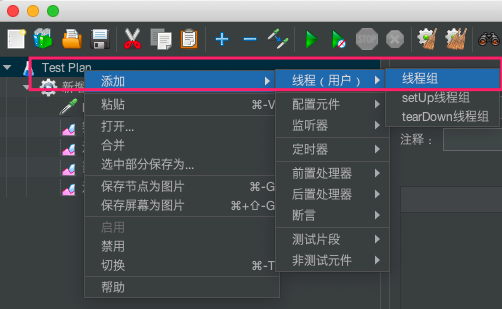 STOP
Test Plan
新增
添加
线程（用户）
线程组
setUp线程组
tearDown线程组
注释：
粘贴 ⌘-V
打开...
合并
选中部分保存为...
保存节点为图片 ⌘-G
保存屏幕为图片 ⌘+⇧-G
启用
禁用
切换 ⌘-T
帮助
配置元件
监听器
定时器
前置处理器
后置处理器
断言
测试片段
非测试元件